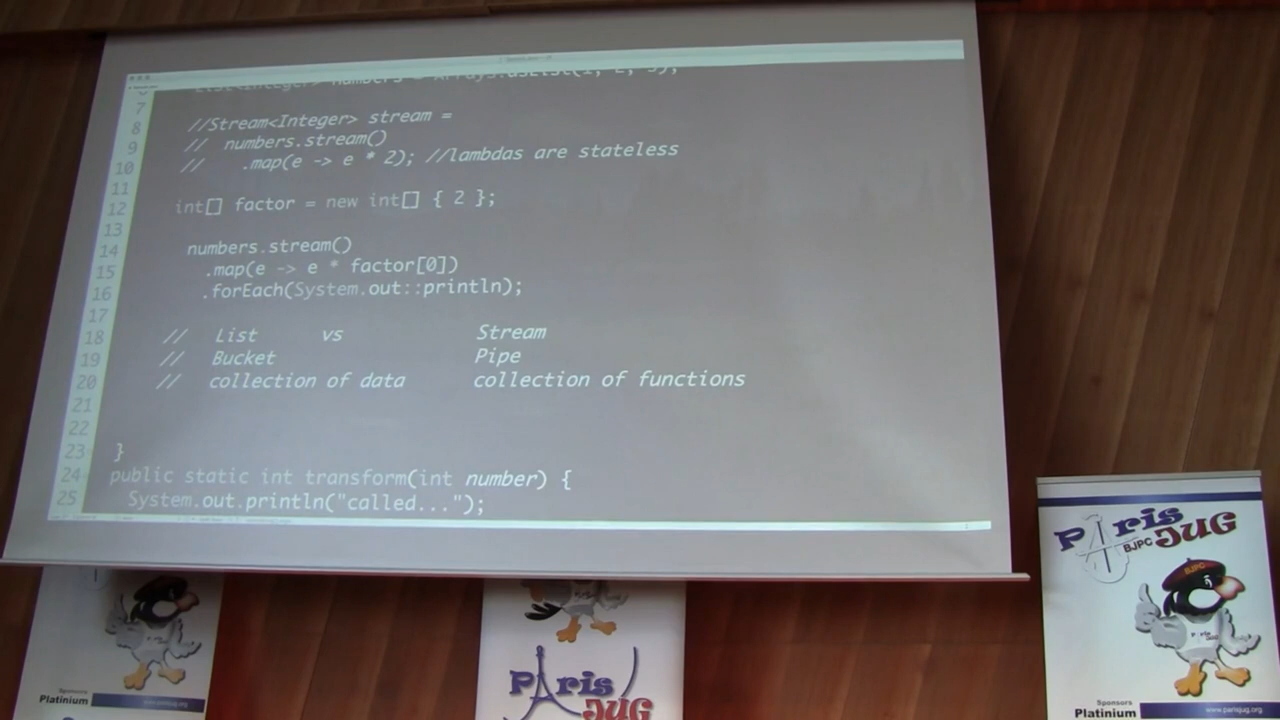 7
8 //Stream<Integer> stream =
9 // numbers.stream()
10 // .map(e -> e * 2); //lambdas are stateless
11
12 int[] factor = new int[] { 2 };
13
14 numbers.stream()
15 .map(e -> e * factor[0])
16 .forEach(System.out::println);
17
18 // List vs Stream
19 // Bucket Pipe
20 // collection of data collection of functions
21
22
23 }
24 public static int transform(int number) {
25 System.out.println("called...");
Paris
BJPC JUG
BJPC
Sponsors
Platinium
www.parisjug.org
Paris
JUG
Sponsors
Platinium
www.parisjug.org